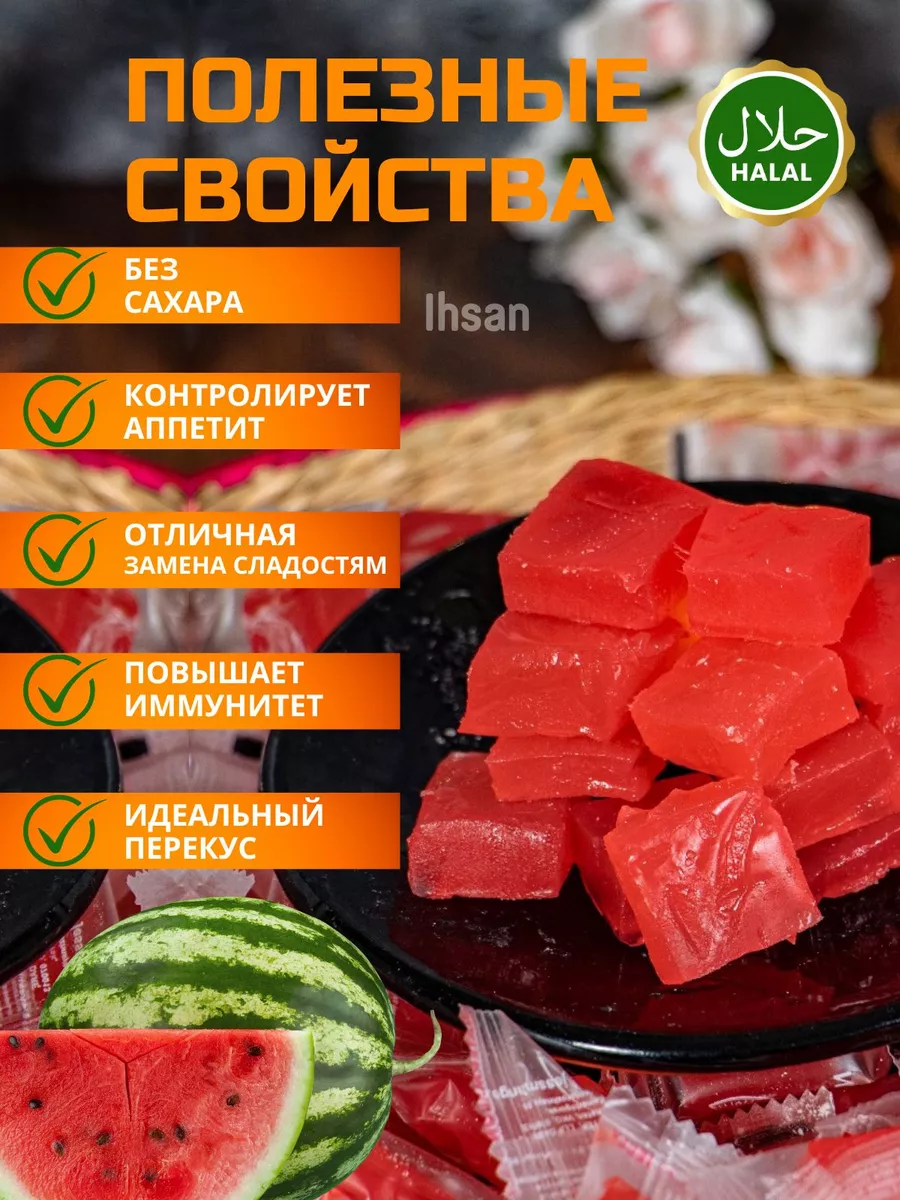 ПОЛЕЗНЫЕ
СВОЙСТВА
حلال
HALAL
БЕЗ
САХАРА
Ihsan
КОНТРОЛИРУЕТ
АППЕТИТ
ОТЛИЧНАЯ
ЗАМЕНА СЛАДОСТЯМ
ПОВЫШАЕТ
ИММУНИТЕТ
ИДЕАЛЬНЫЙ
ПЕРЕКУС